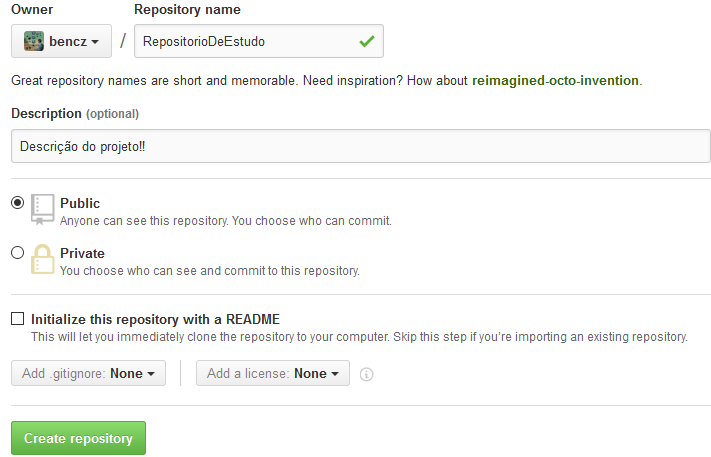 Owner Repository name
bencz / RepositorioDeEstudo
Great repository names are short and memorable. Need inspiration? How about reimagined-octo-invention.
Description (optional)
Descrição do projeto!!
Public
Anyone can see this repository. You choose who can commit.
Private
You choose who can see and commit to this repository.
Initialize this repository with a README
This will let you immediately clone the repository to your computer. Skip this step if you're importing an existing repository.
Add .gitignore: None Add a license: None
Create repository